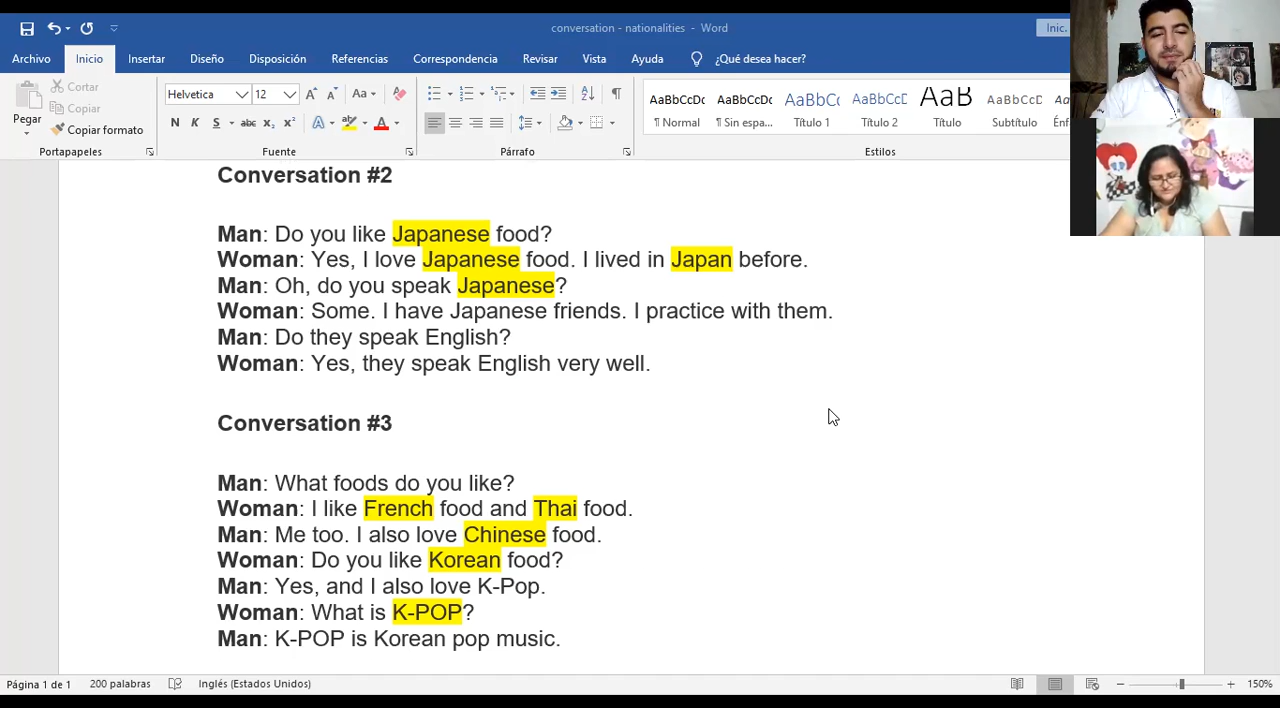 conversation - nationalities - Word
Inic.
Archivo Inicio Insertar Diseño Disposición Referencias Correspondencia Revisar Vista Ayuda ¿Qué desea hacer?
Pegar
Cortar
Copiar
Copiar formato
Portapapeles
Helvetica 12
N K S abc x₂ x²
Fuente
Párrafo
AaBbCcDc AaBbCcDc AaBbCc AaBbCcD AaB AaBbCcD
¶ Normal ¶ Sin espa... Título 1 Título 2 Título Subtítulo
Estilos
Conversation #2
Man: Do you like Japanese food?
Woman: Yes, I love Japanese food. I lived in Japan before.
Man: Oh, do you speak Japanese?
Woman: Some. I have Japanese friends. I practice with them.
Man: Do they speak English?
Woman: Yes, they speak English very well.
Conversation #3
Man: What foods do you like?
Woman: I like French food and Thai food.
Man: Me too. I also love Chinese food.
Woman: Do you like Korean food?
Man: Yes, and I also love K-Pop.
Woman: What is K-POP?
Man: K-POP is Korean pop music.
Página 1 de 1 200 palabras Inglés (Estados Unidos) 150%